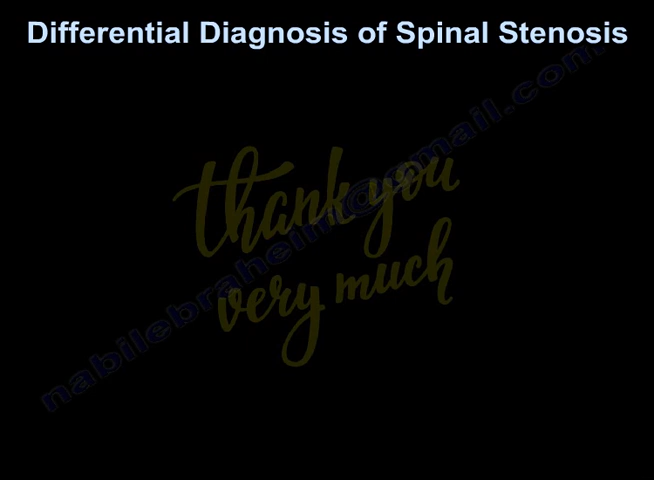 Differential Diagnosis of Spinal Stenosis
thank you
very much
nabilebraheim@gmail.com